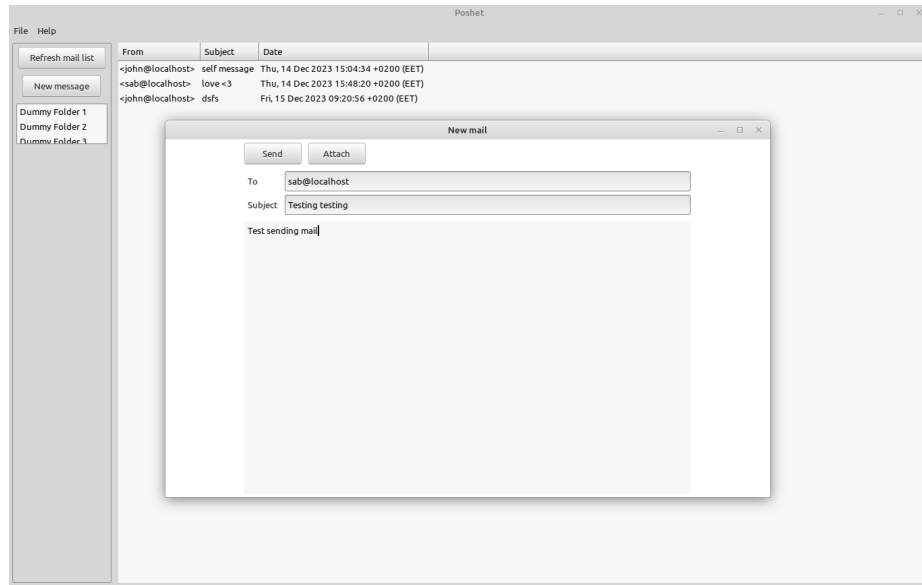 Poshet
File Help
Refresh mail list
New message
Dummy Folder 1
Dummy Folder 2
Dummy Folder 3
From Subject Date
<john@localhost> self message Thu, 14 Dec 2023 15:04:34 +0200 (EET)
<sab@localhost> love <3 Thu, 14 Dec 2023 15:48:20 +0200 (EET)
<john@localhost> dsfs Fri, 15 Dec 2023 09:20:56 +0200 (EET)
New mail
Send Attach
To sab@localhost
Subject Testing testing
Test sending mail